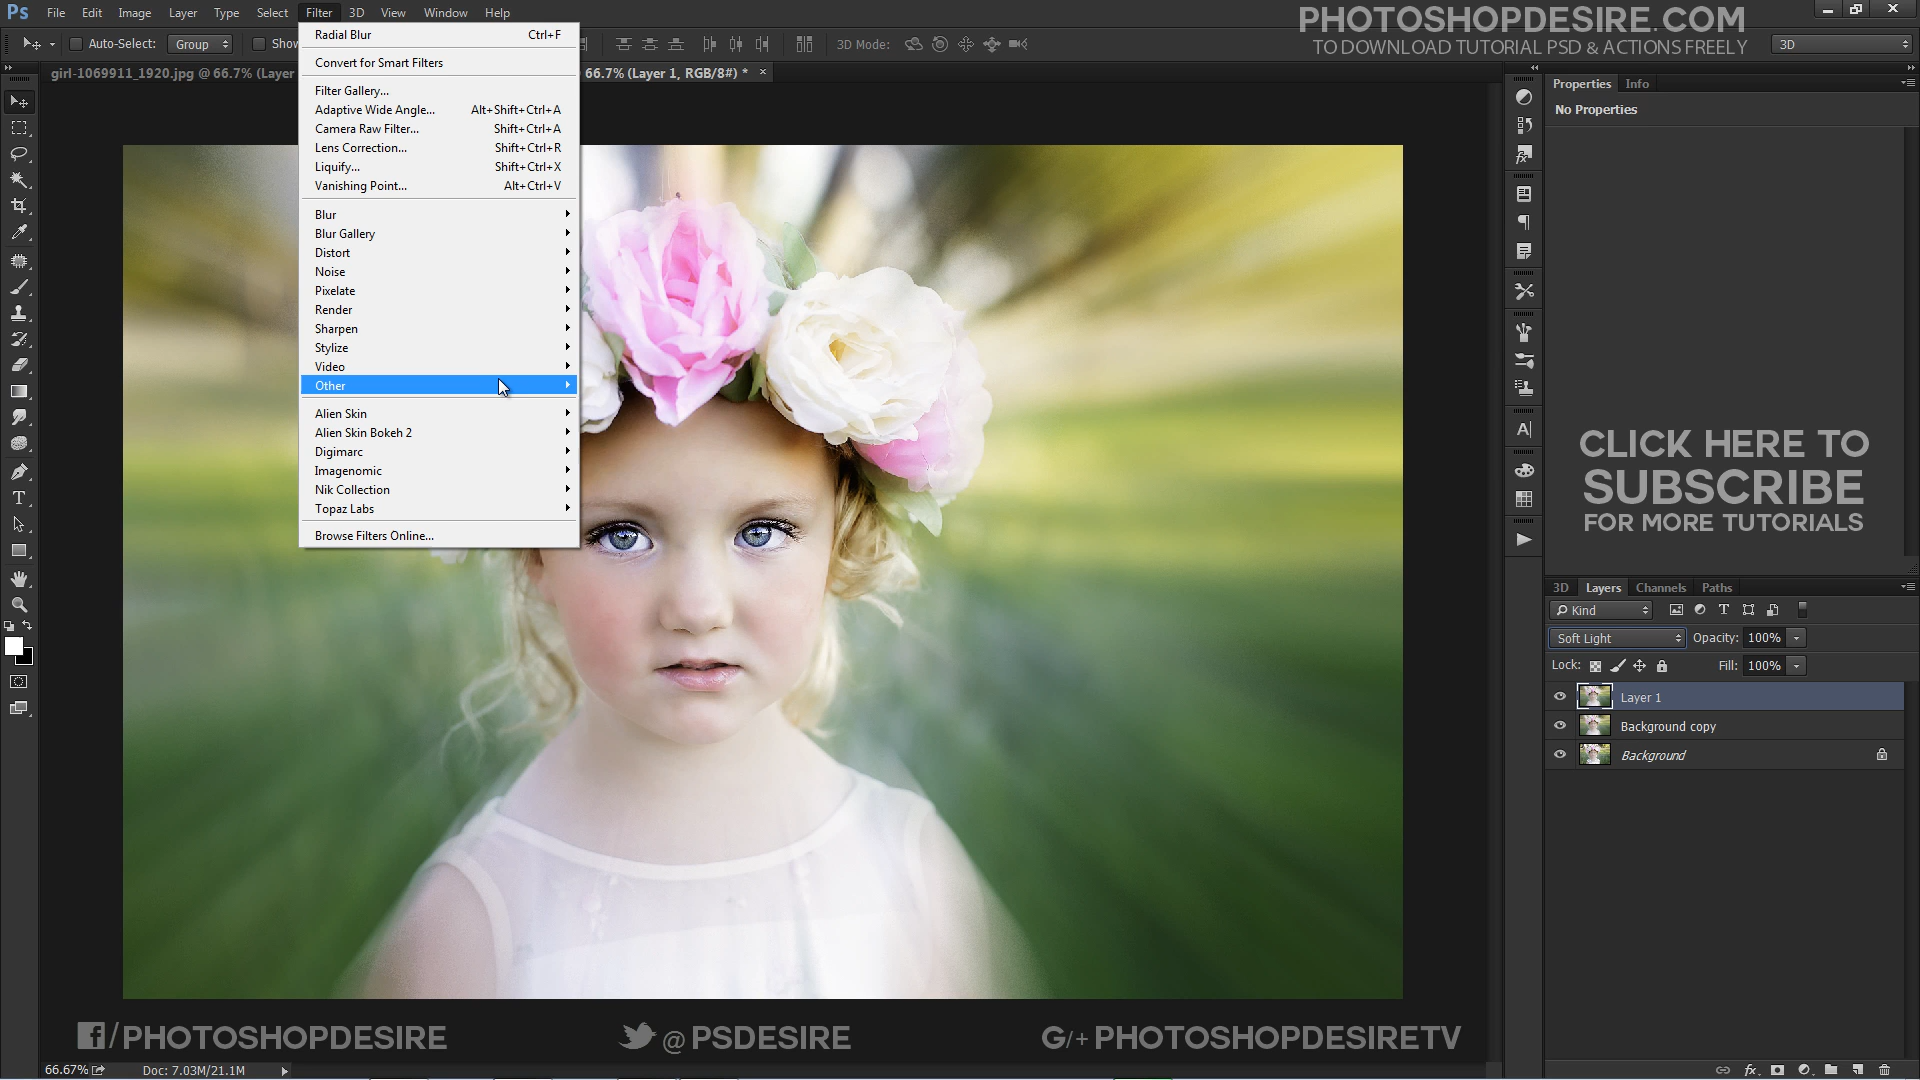 Ps File Edit Image Layer Type Select Filter 3D View Window Help
PHOTOSHOPDESIRE.COM
TO DOWNLOAD TUTORIAL PSD & ACTIONS FREELY
Auto-Select: Group Show
3D Mode: 3D
girl-1069911_1920.jpg @ 66.7% (Layer
66.7% (Layer 1, RGB/8#) * ×
Radial Blur Ctrl+F
Convert for Smart Filters
Filter Gallery...
Adaptive Wide Angle... Alt+Shift+Ctrl+A
Camera Raw Filter... Shift+Ctrl+A
Lens Correction... Shift+Ctrl+R
Liquify... Shift+Ctrl+X
Vanishing Point... Alt+Ctrl+V
Blur
Blur Gallery
Distort
Noise
Pixelate
Render
Sharpen
Stylize
Video
Other
Alien Skin
Alien Skin Bokeh 2
Digimarc
Imagenomic
Nik Collection
Topaz Labs
Browse Filters Online...
Properties Info
No Properties
CLICK HERE TO
SUBSCRIBE
FOR MORE TUTORIALS
3D Layers Channels Paths
Kind
Soft Light Opacity: 100%
Lock: Fill: 100%
Layer 1
Background copy
Background
f/PHOTOSHOPDESIRE
@PSDESIRE
G/+ PHOTOSHOPDESIRETV
66.67% Doc: 7.03M/21.1M